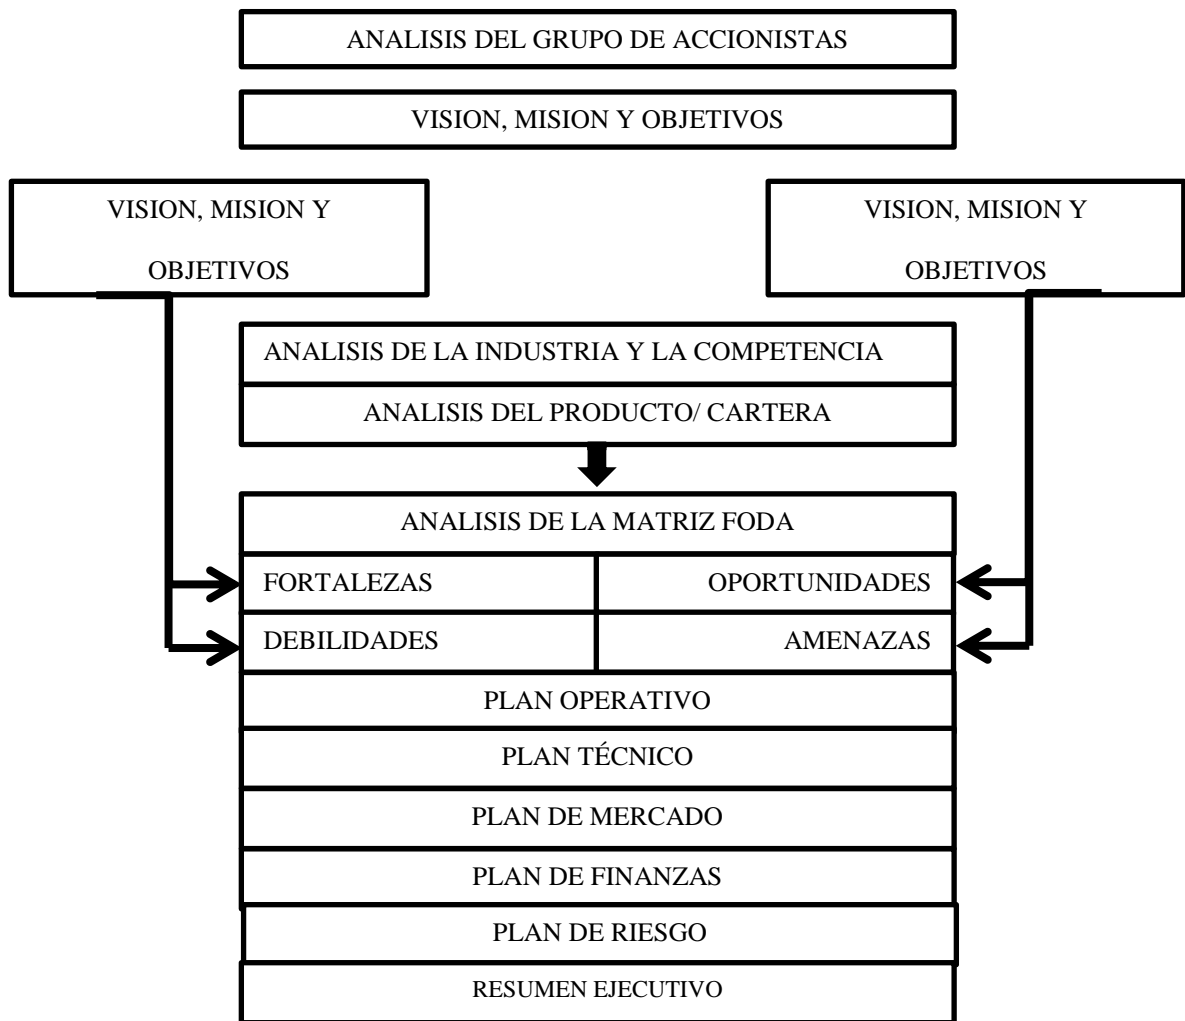 ANALISIS DEL GRUPO DE ACCIONISTAS
VISION, MISION Y OBJETIVOS
VISION, MISION Y
OBJETIVOS
VISION, MISION Y
OBJETIVOS
ANALISIS DE LA INDUSTRIA Y LA COMPETENCIA
ANALISIS DEL PRODUCTO/ CARTERA
ANALISIS DE LA MATRIZ FODA
FORTALEZAS
OPORTUNIDADES
DEBILIDADES
AMENAZAS
PLAN OPERATIVO
PLAN TÉCNICO
PLAN DE MERCADO
PLAN DE FINANZAS
PLAN DE RIESGO
RESUMEN EJECUTIVO